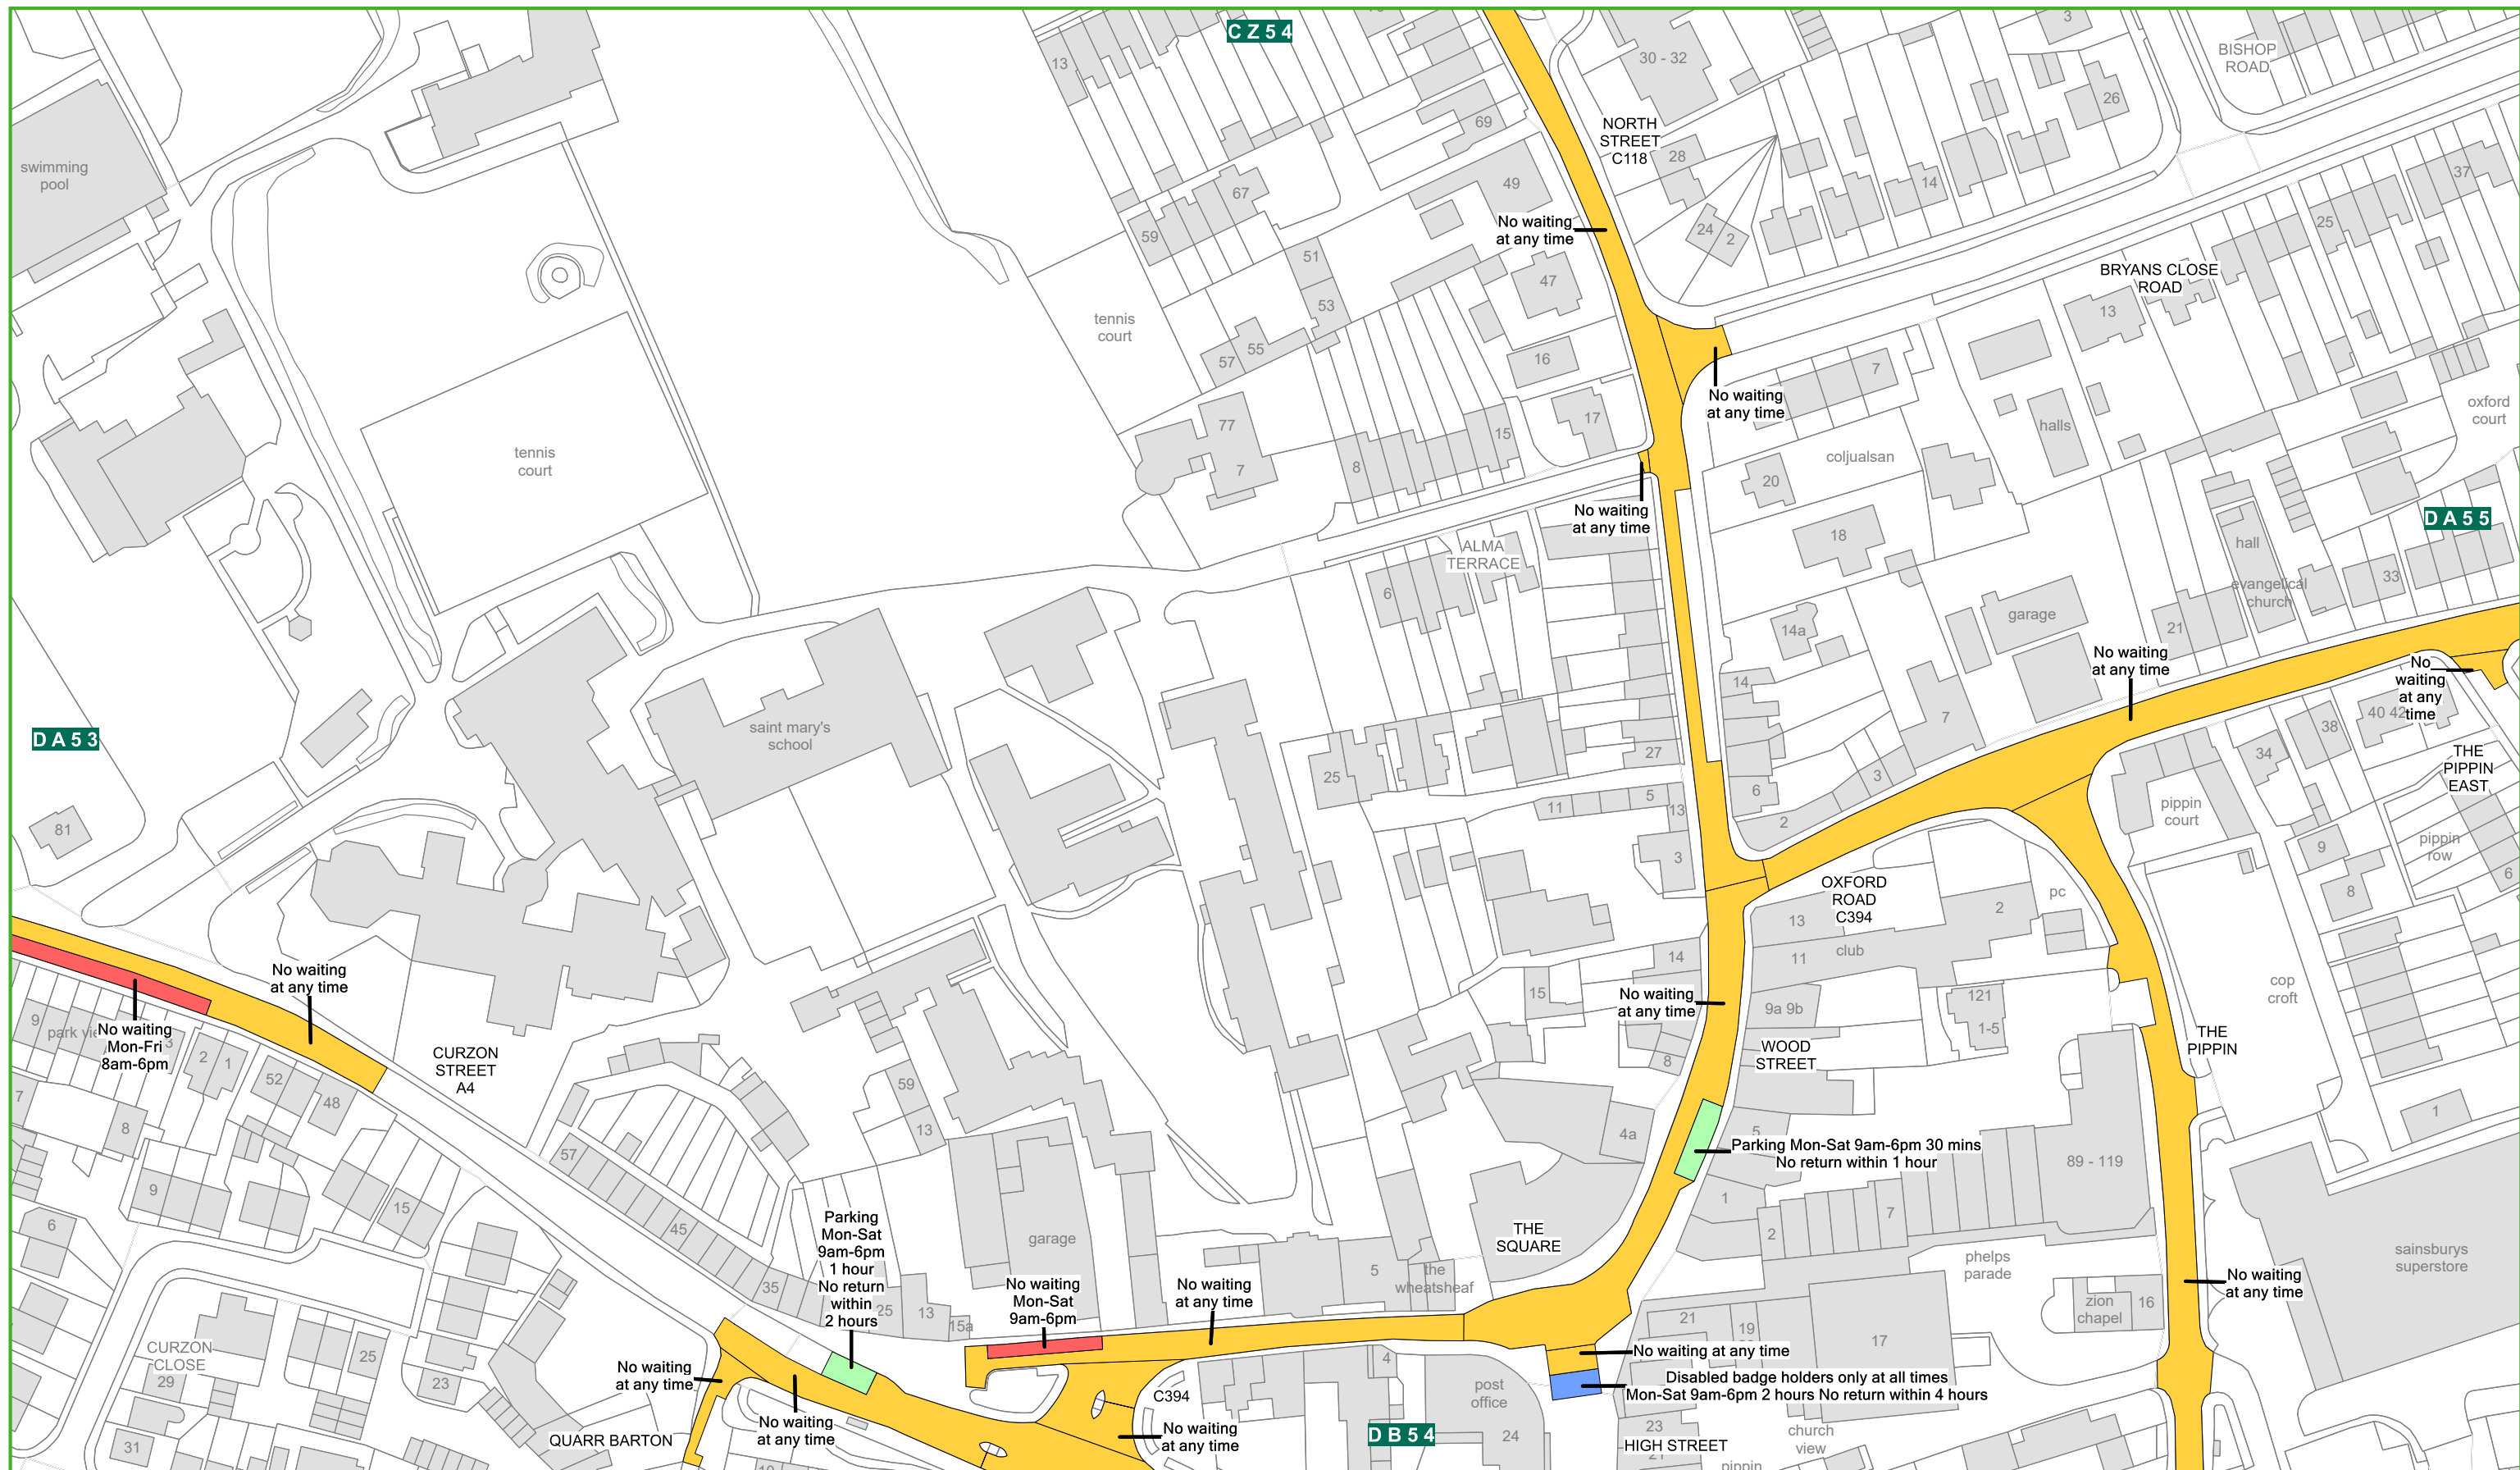 C Z 5 4
13
30 - 32
3
BISHOP
ROAD
26
69
NORTH
STREET
C118
28
swimming
pool
49
67
14
37
59
No waiting
at any time
24
2
25
51
BRYANS CLOSE
ROAD
47
53
13
tennis
court
55
57
16
7
No waiting
at any time
oxford
court
77
17
halls
15
tennis
court
8
7
coljualsan
20
No waiting
at any time
D A 5 5
18
hall
ALMA
TERRACE
33
evangelical
church
6
garage
14a
21
No waiting
at any time
No
waiting
at any
time
14
40 42
7
38
saint mary's
school
D A 5 3
27
34
THE
PIPPIN
EAST
25
3
6
5
11
13
pippin
court
2
81
pippin
row
9
3
6
OXFORD
ROAD
C394
pc
8
2
13
club
14
11
No waiting
at any time
15
cop
croft
121
9a 9b
No waiting
at any time
1-5
9
park vie
3
No waiting
Mon-Fri
8am-6pm
2
1
THE
PIPPIN
WOOD
STREET
8
CURZON
STREET
A4
52
59
7
48
1
8
13
4a
5
Parking Mon-Sat 9am-6pm 30 mins
No return within 1 hour
57
89 - 119
9
1
15
6
7
45
2
Parking
Mon-Sat
9am-6pm
1 hour
No return
within
2 hours
THE
SQUARE
garage
sainsburys
superstore
phelps
parade
5
the
wheatsheaf
No waiting
at any time
35
No waiting
Mon-Sat
9am-6pm
No waiting
at any time
25
13
15a
zion
chapel
16
21
19
17
CURZON
CLOSE
25
4
No waiting at any time
29
23
No waiting
at any time
Disabled badge holders only at all times
Mon-Sat 9am-6pm 2 hours No return within 4 hours
post
office
C394
No waiting
at any time
No waiting
at any time
23
31
QUARR BARTON
D B 5 4
24
HIGH STREET
church
view
21
pippin